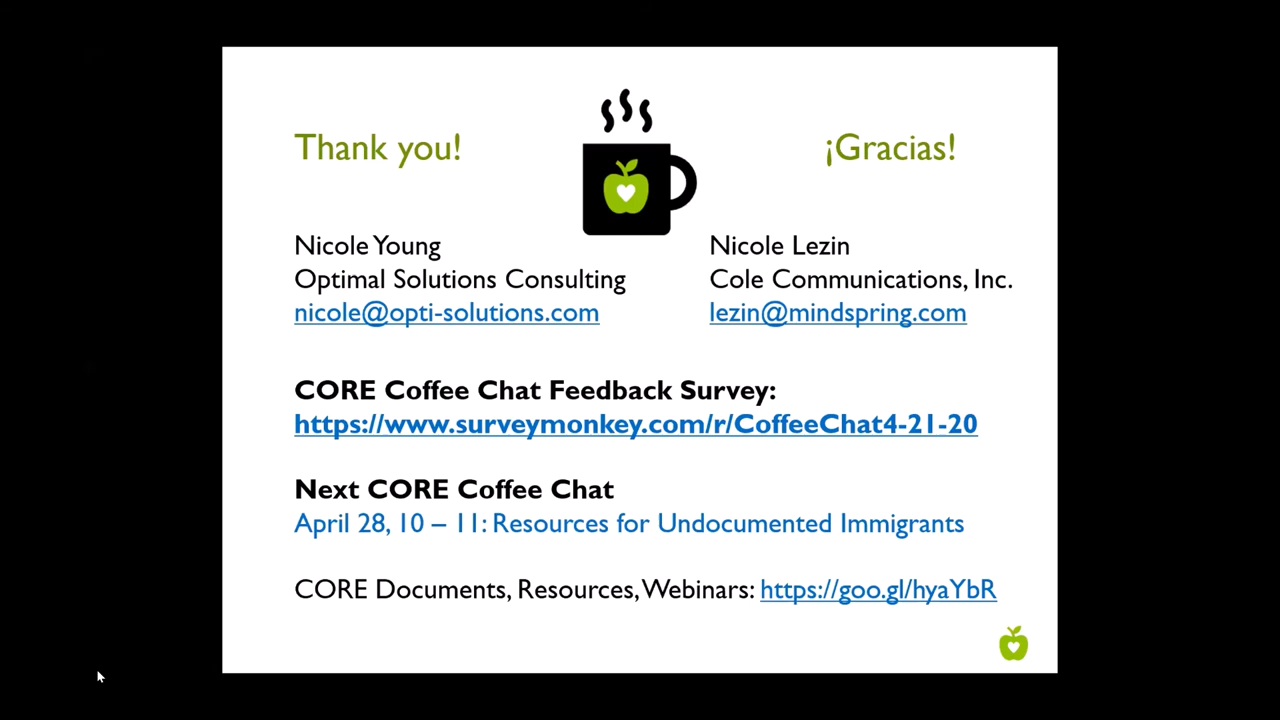 Thank you!
¡Gracias!
Nicole Young
Optimal Solutions Consulting
nicole@opti-solutions.com
Nicole Lezin
Cole Communications, Inc.
lezin@mindspring.com
CORE Coffee Chat Feedback Survey:
https://www.surveymonkey.com/r/CoffeeChat4-21-20
Next CORE Coffee Chat
April 28, 10 – 11: Resources for Undocumented Immigrants
CORE Documents, Resources, Webinars: https://goo.gl/hyaYbR